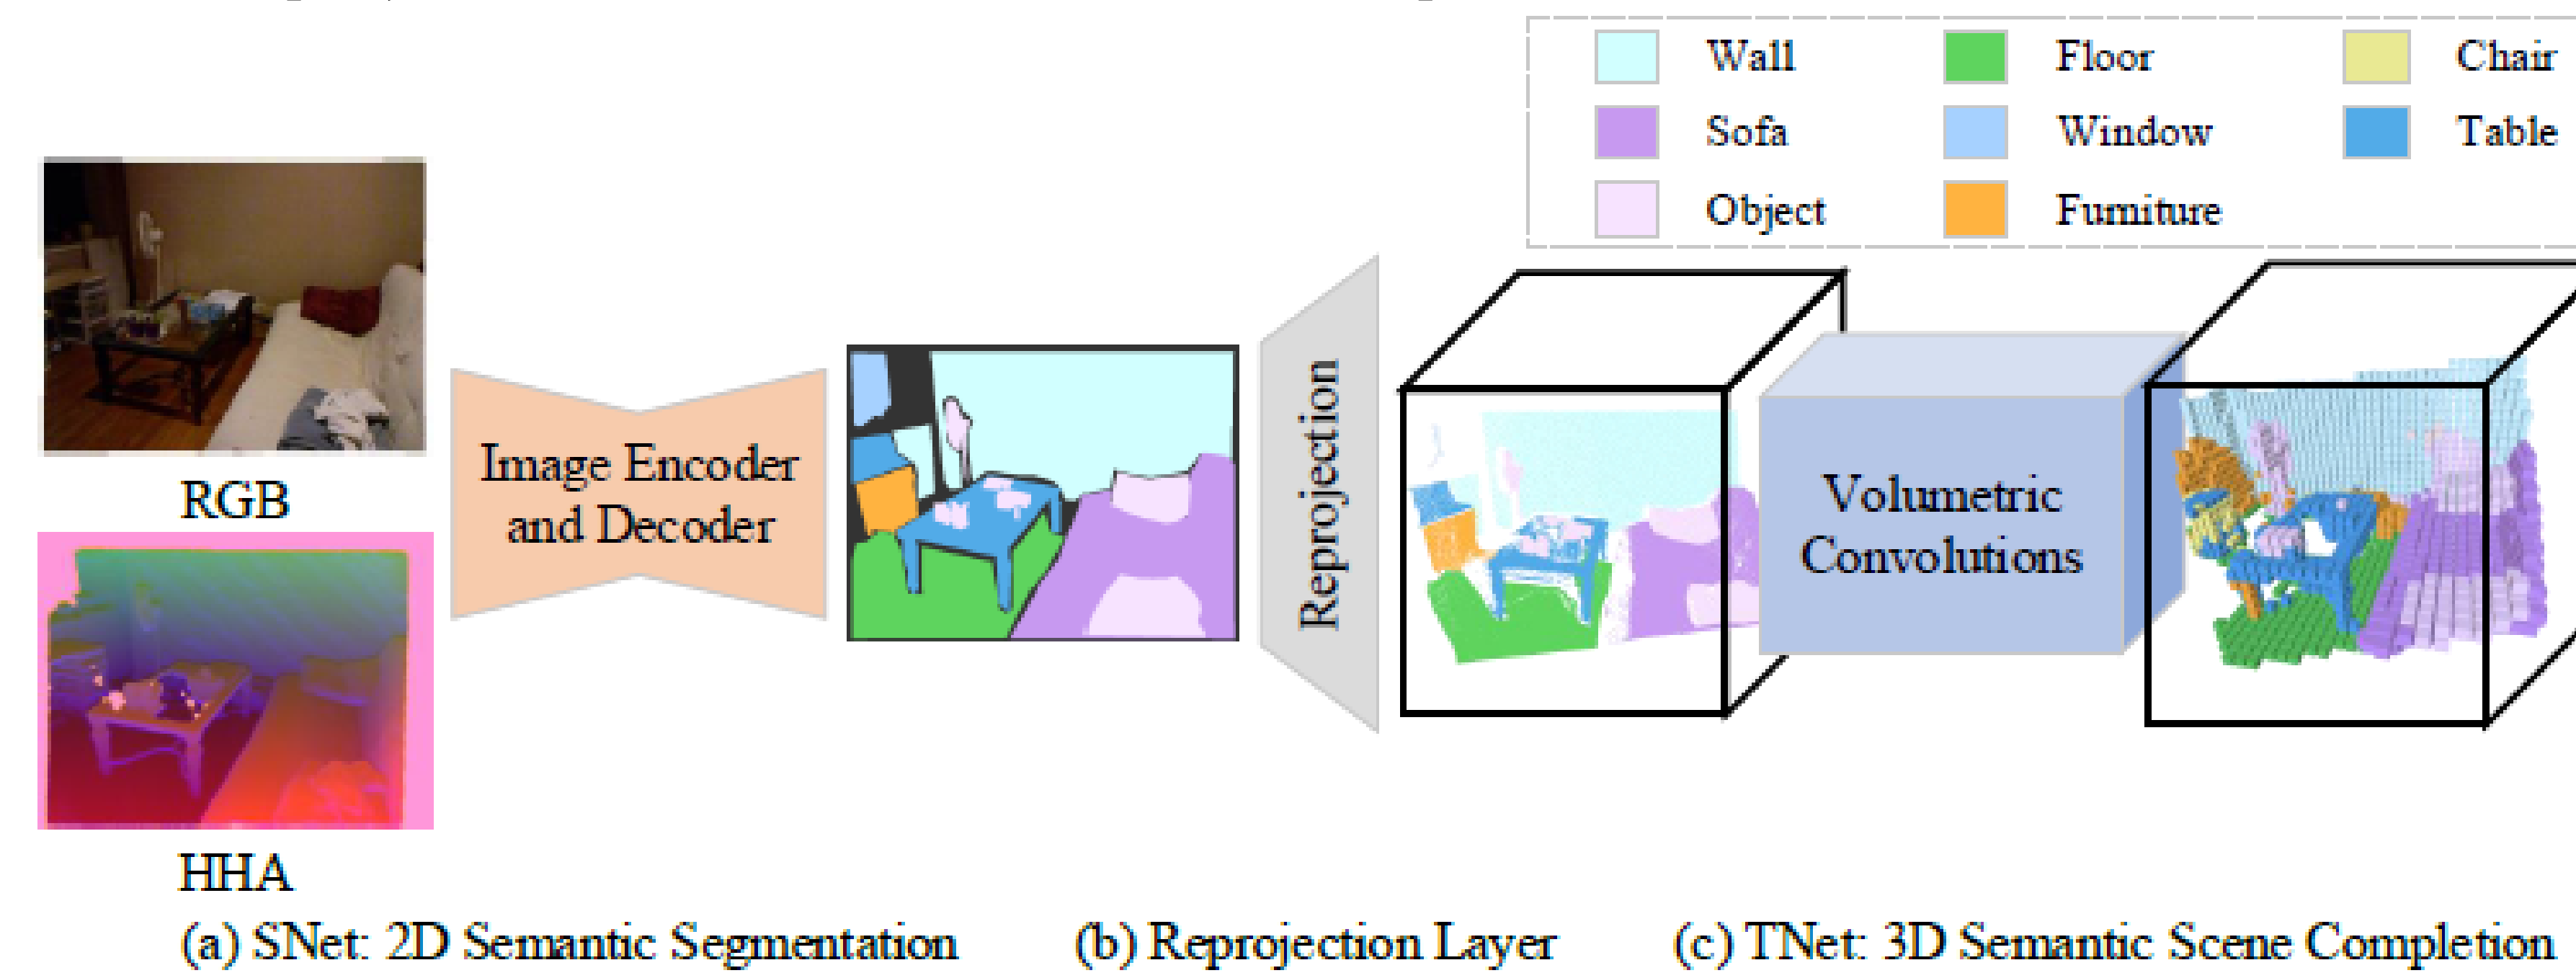 Wall Floor Chair
Sofa Window Table
Object Furniture
RGB
Image Encoder
and Decoder
Reprojection
Volumetric
Convolutions
HHA
(a) SNet: 2D Semantic Segmentation (b) Reprojection Layer (c) TNet: 3D Semantic Scene Completion